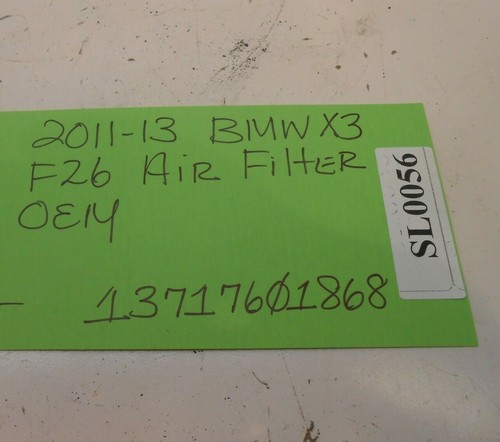 2011-13 BMW X3
F26 AIR FILTER
OEM
13717601868
SL0056